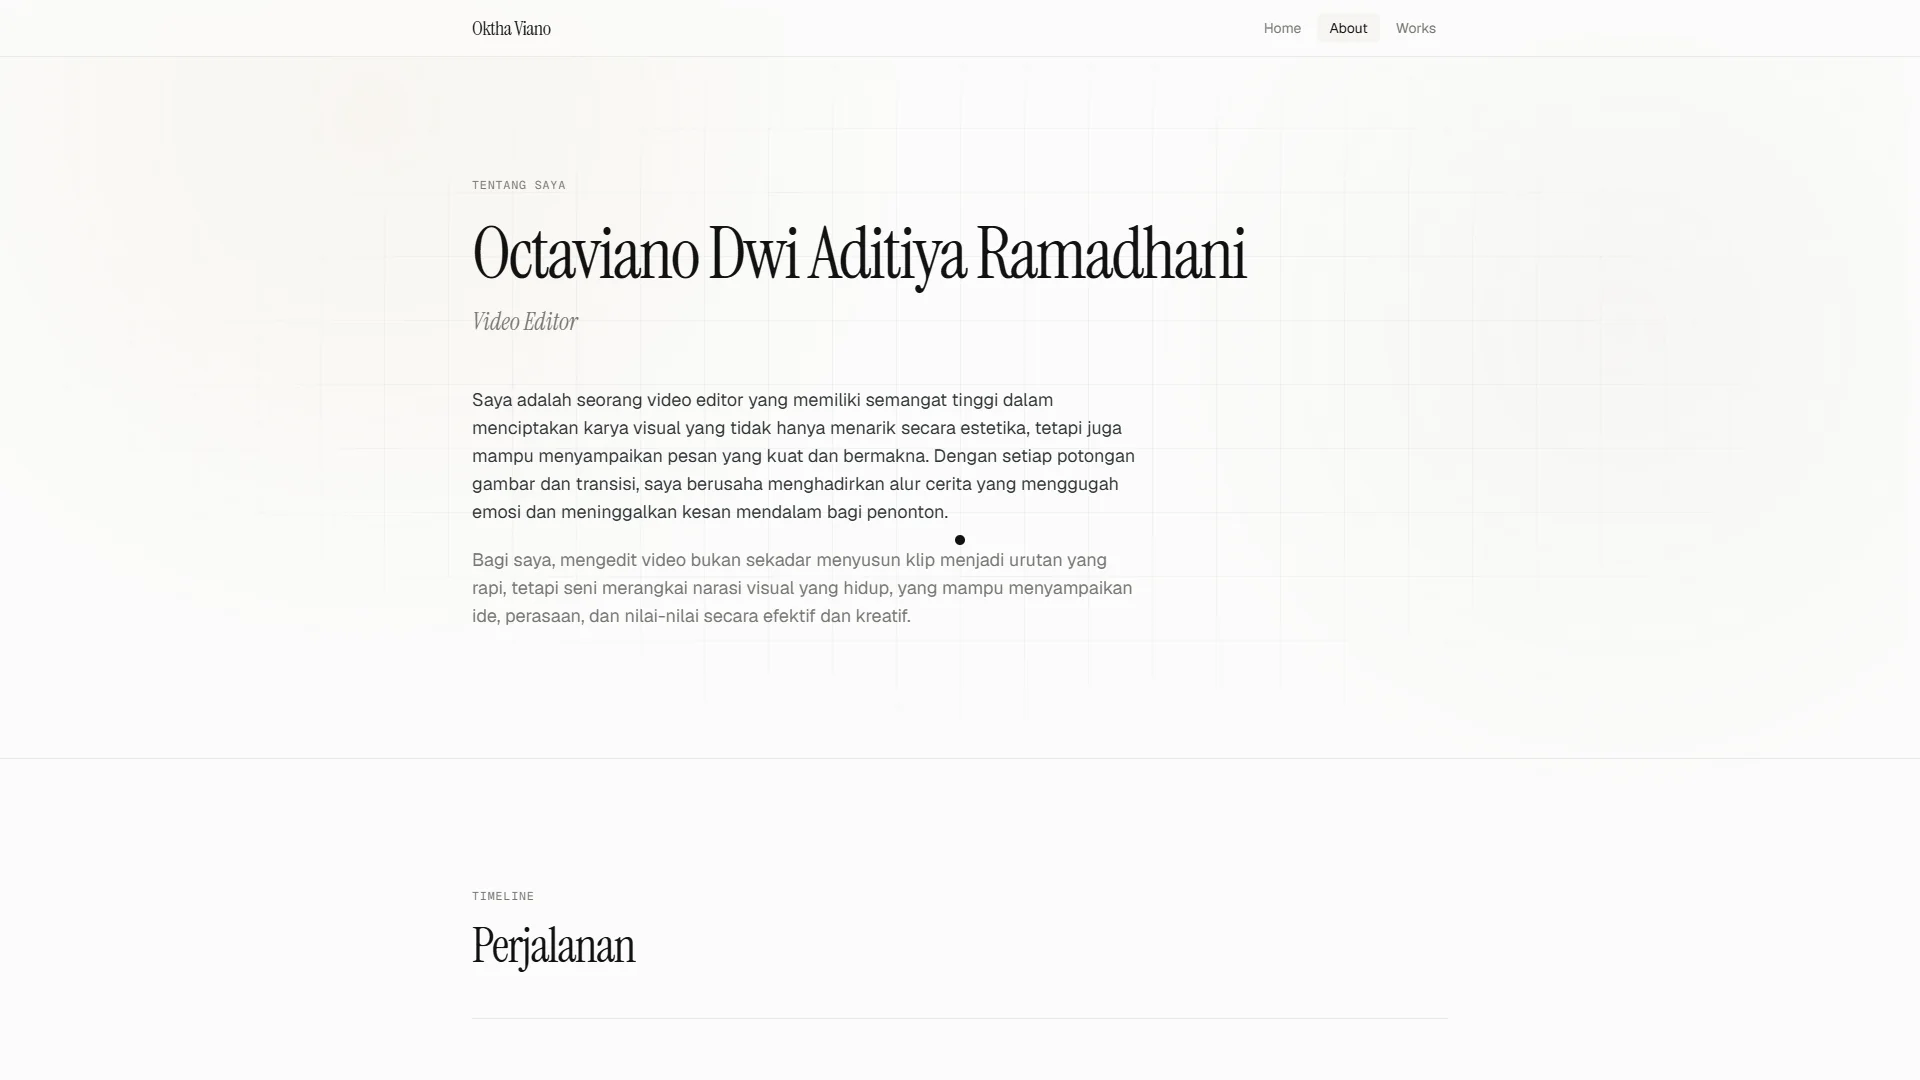 Oktha Viano
Home
About
Works
TENTANG SAYA
Octaviano Dwi Aditiya Ramadhani
Video Editor
Saya adalah seorang video editor yang memiliki semangat tinggi dalam
menciptakan karya visual yang tidak hanya menarik secara estetika, tetapi juga
mampu menyampaikan pesan yang kuat dan bermakna. Dengan setiap potongan
gambar dan transisi, saya berusaha menghadirkan alur cerita yang menggugah
emosi dan meninggalkan kesan mendalam bagi penonton.
Bagi saya, mengedit video bukan sekadar menyusun klip menjadi urutan yang
rapi, tetapi seni merangkai narasi visual yang hidup, yang mampu menyampaikan
ide, perasaan, dan nilai-nilai secara efektif dan kreatif.
TIMELINE
Perjalanan